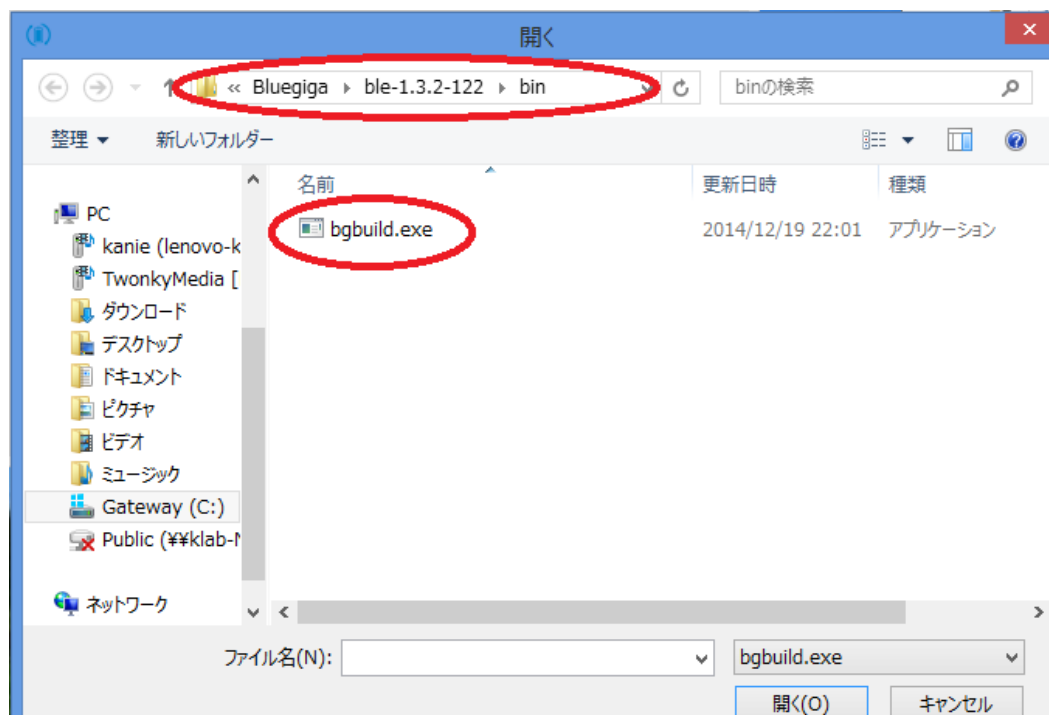 開く
« Bluegiga ▸ ble-1.3.2-122 ▸ bin
binの検索
整理 新しいフォルダー
名前 更新日時 種類
bgbuild.exe 2014/12/19 22:01 アプリケーション
PC
kanie (lenovo-k
TwonkyMedia [
ダウンロード
デスクトップ
ドキュメント
ピクチャ
ビデオ
ミュージック
Gateway (C:)
Public (¥¥klab-N
ネットワーク
ファイル名(N): bgbuild.exe
開く(O) キャンセル